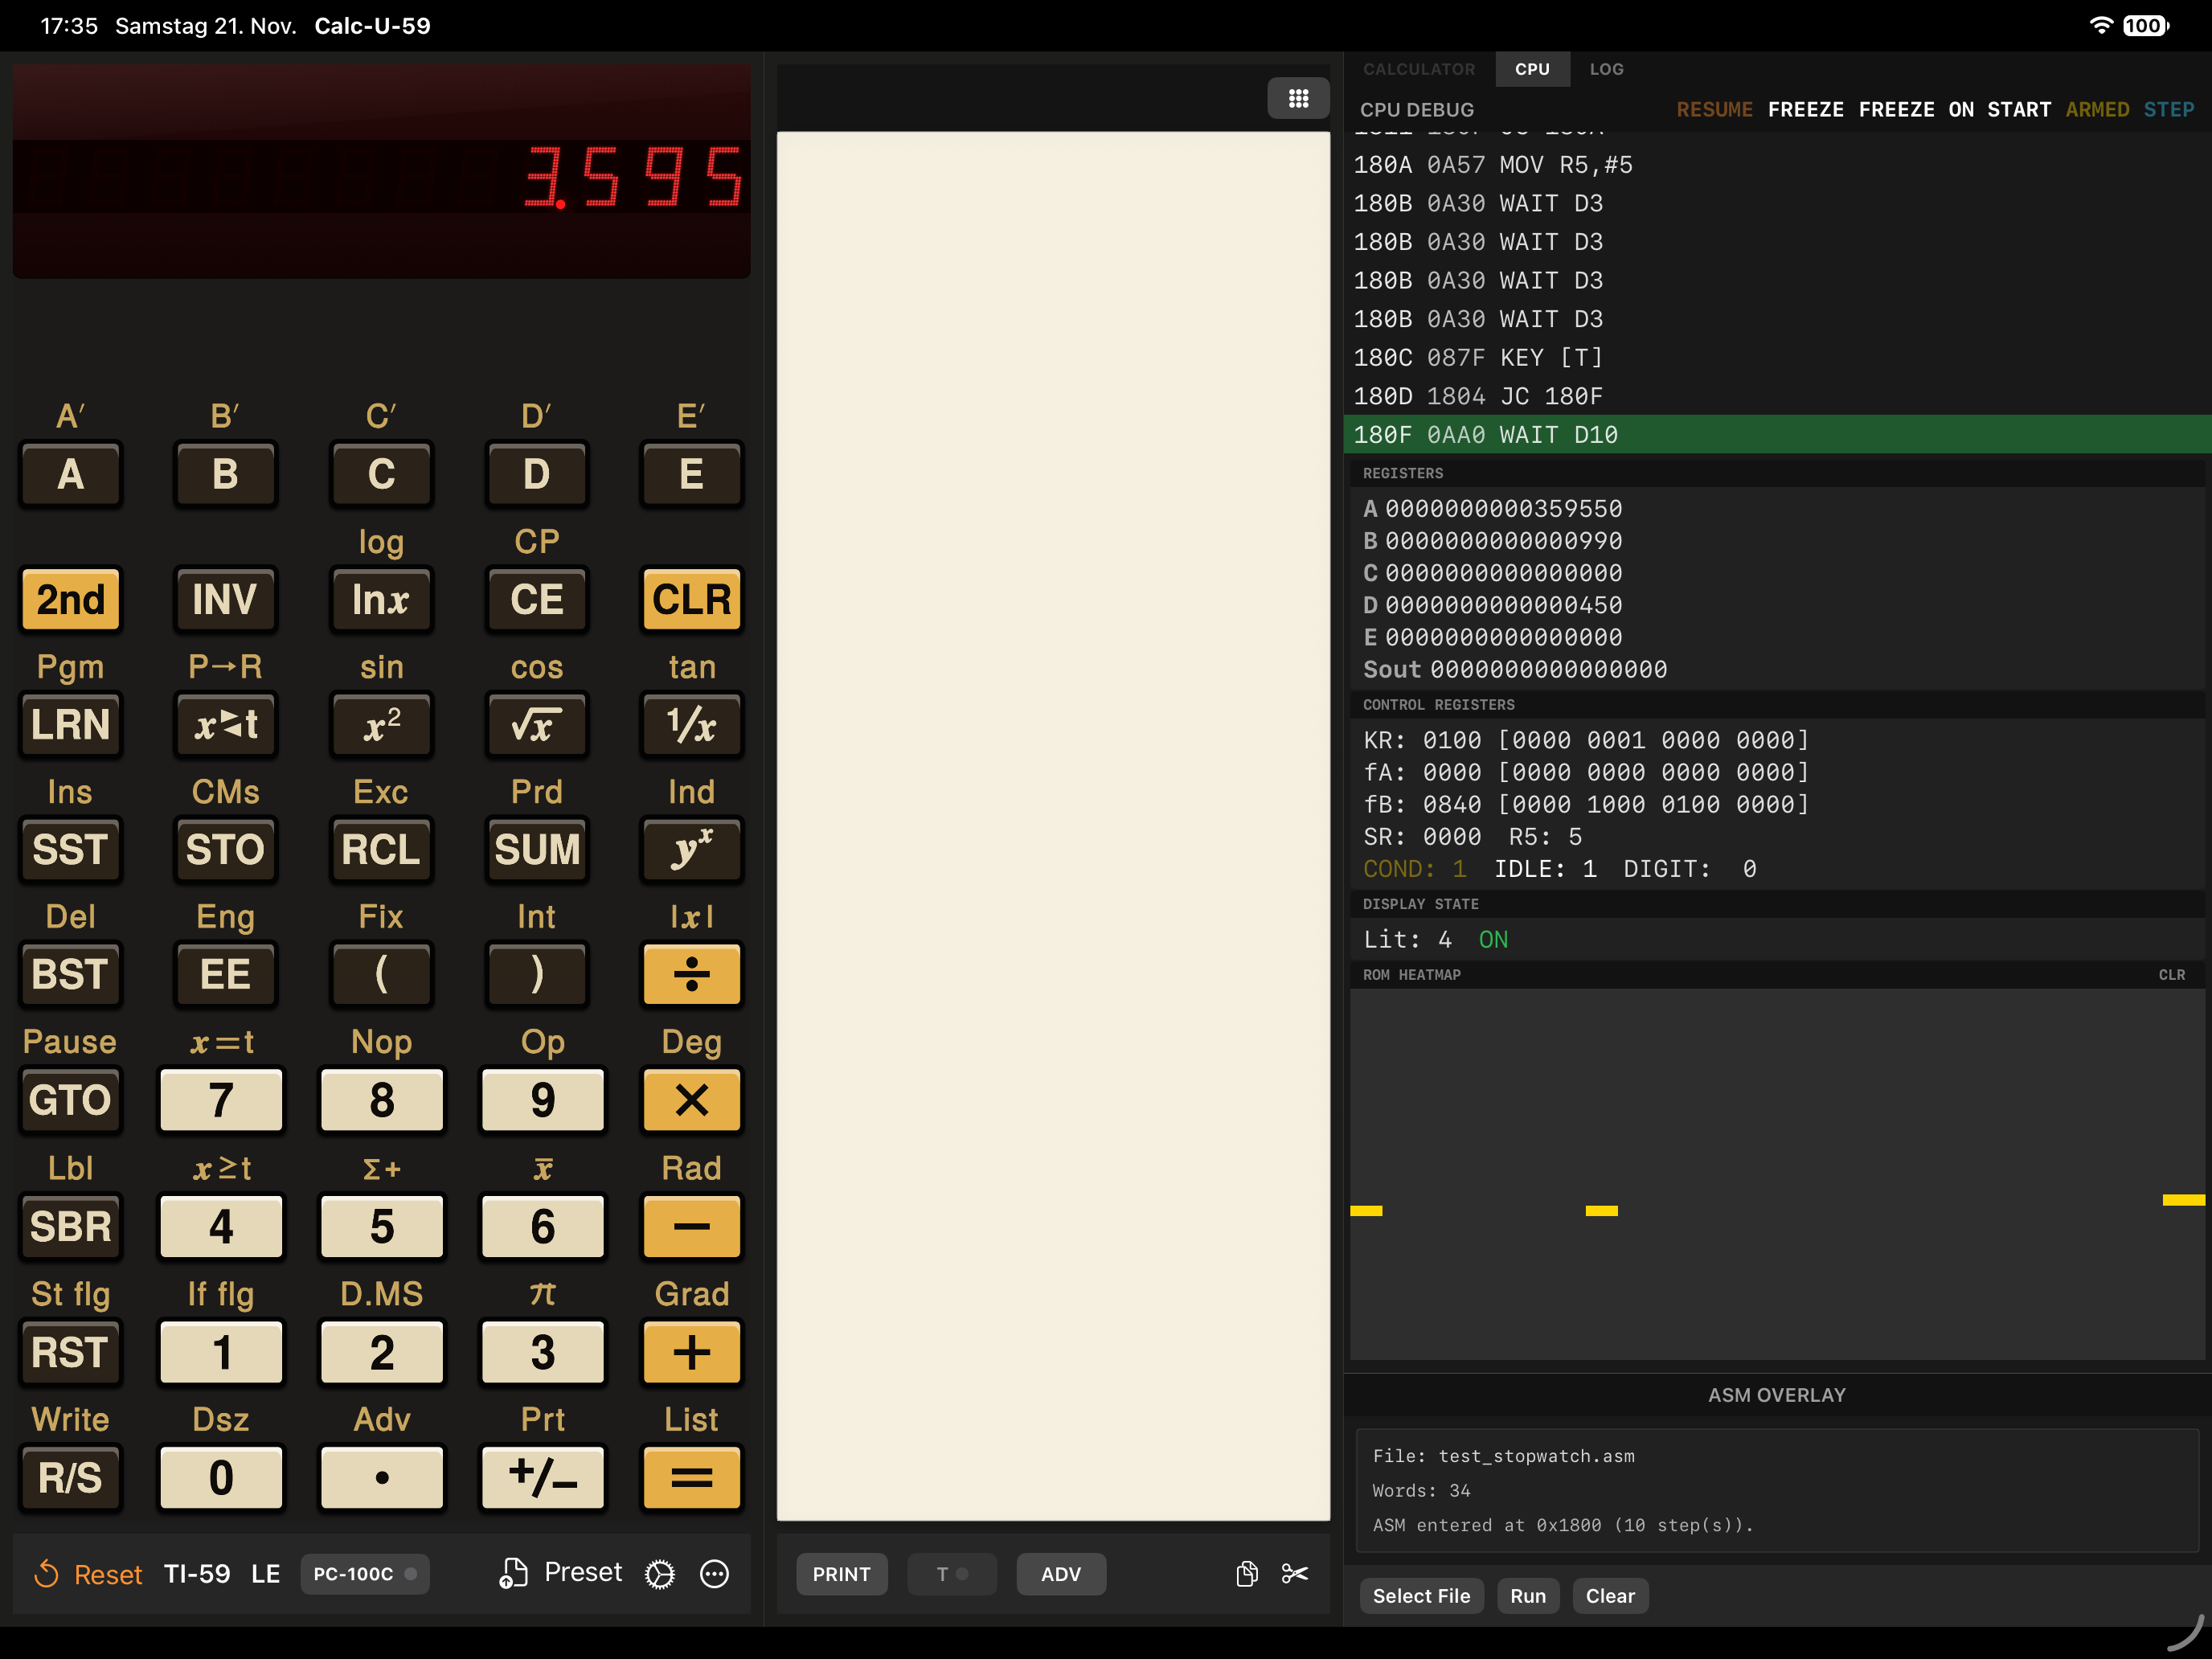 17:35 Samstag 21. Nov. Calc-U-59
100
3.595
A′ B′ C′ D′ E′
A B C D E
log CP
2nd INV lnx CE CLR
Pgm P→R sin cos tan
LRN x≷t x² √x 1/x
Ins CMs Exc Prd Ind
SST STO RCL SUM yˣ
Del Eng Fix Int |x|
BST EE ( ) ÷
Pause x=t Nop Op Deg
GTO 7 8 9 ×
Lbl x≥t Σ+ x̅ Rad
SBR 4 5 6 −
St flg If flg D.MS π Grad
RST 1 2 3 +
Write Dsz Adv Prt List
R/S 0 . +/− =
Reset TI-59 LE PC-100C Preset
PRINT T ADV
CALCULATOR CPU LOG
CPU DEBUG RESUME FREEZE FREEZE ON START ARMED STEP
180A 0A57 MOV R5,#5
180B 0A30 WAIT D3
180B 0A30 WAIT D3
180B 0A30 WAIT D3
180B 0A30 WAIT D3
180C 087F KEY [T]
180D 1804 JC 180F
180F 0AA0 WAIT D10
REGISTERS
A 0000000000359550
B 0000000000000990
C 0000000000000000
D 0000000000000450
E 0000000000000000
Sout 0000000000000000
CONTROL REGISTERS
KR: 0100 [0000 0001 0000 0000]
fA: 0000 [0000 0000 0000 0000]
fB: 0840 [0000 1000 0100 0000]
SR: 0000 R5: 5
COND: 1 IDLE: 1 DIGIT: 0
DISPLAY STATE
Lit: 4 ON
ROM HEATMAP CLR
ASM OVERLAY
File: test_stopwatch.asm
Words: 34
ASM entered at 0x1800 (10 step(s)).
Select File Run Clear